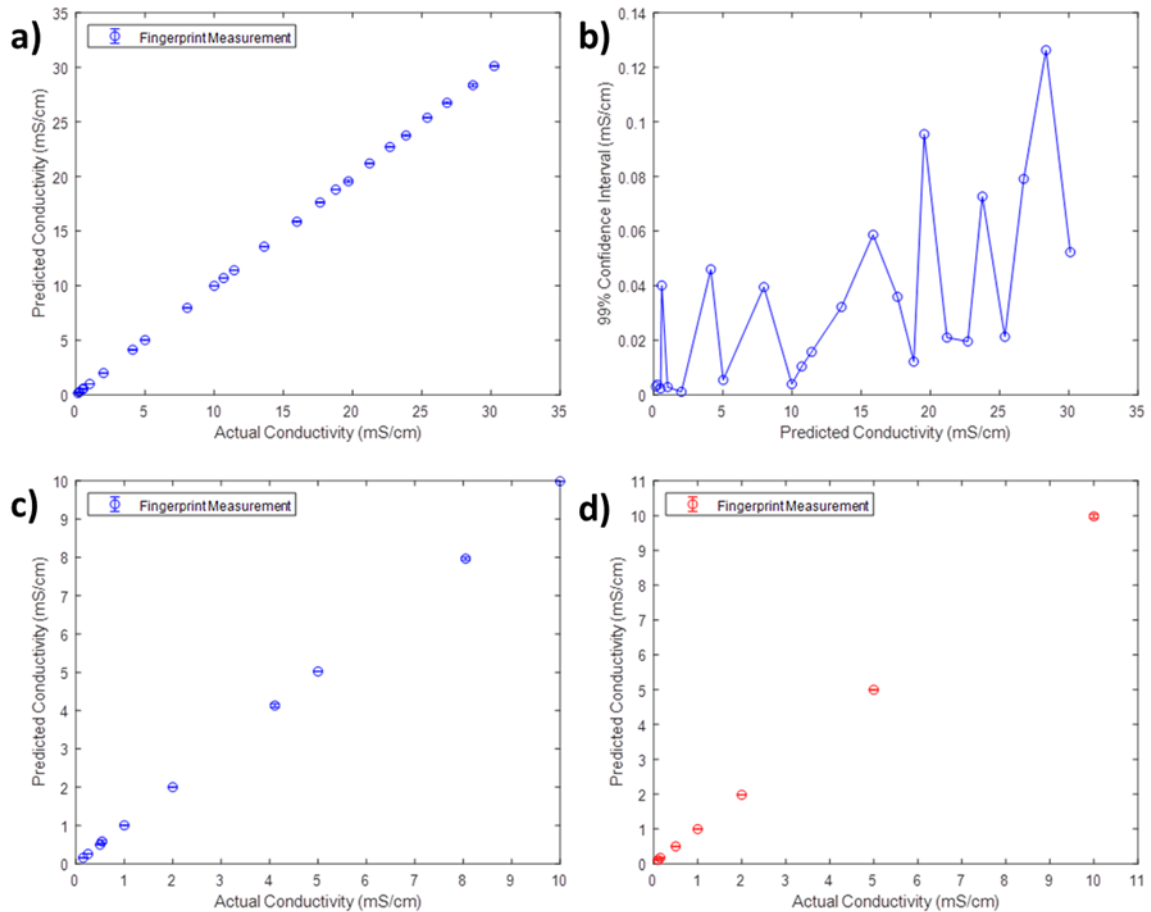 a)
Fingerprint Measurement
35
30
25
20
15
10
5
0
Predicted Conductivity (mS/cm)
0 5 10 15 20 25 30 35
Actual Conductivity (mS/cm)
b)
0.14
0.12
0.1
0.08
0.06
0.04
0.02
0
99% Confidence Interval (mS/cm)
0 5 10 15 20 25 30 35
Predicted Conductivity (mS/cm)
c)
Fingerprint Measurement
10
9
8
7
6
5
4
3
2
1
0
Predicted Conductivity (mS/cm)
0 1 2 3 4 5 6 7 8 9 10
Actual Conductivity (mS/cm)
d)
Fingerprint Measurement
11
10
9
8
7
6
5
4
3
2
1
0
Predicted Conductivity (mS/cm)
0 1 2 3 4 5 6 7 8 9 10 11
Actual Conductivity (mS/cm)